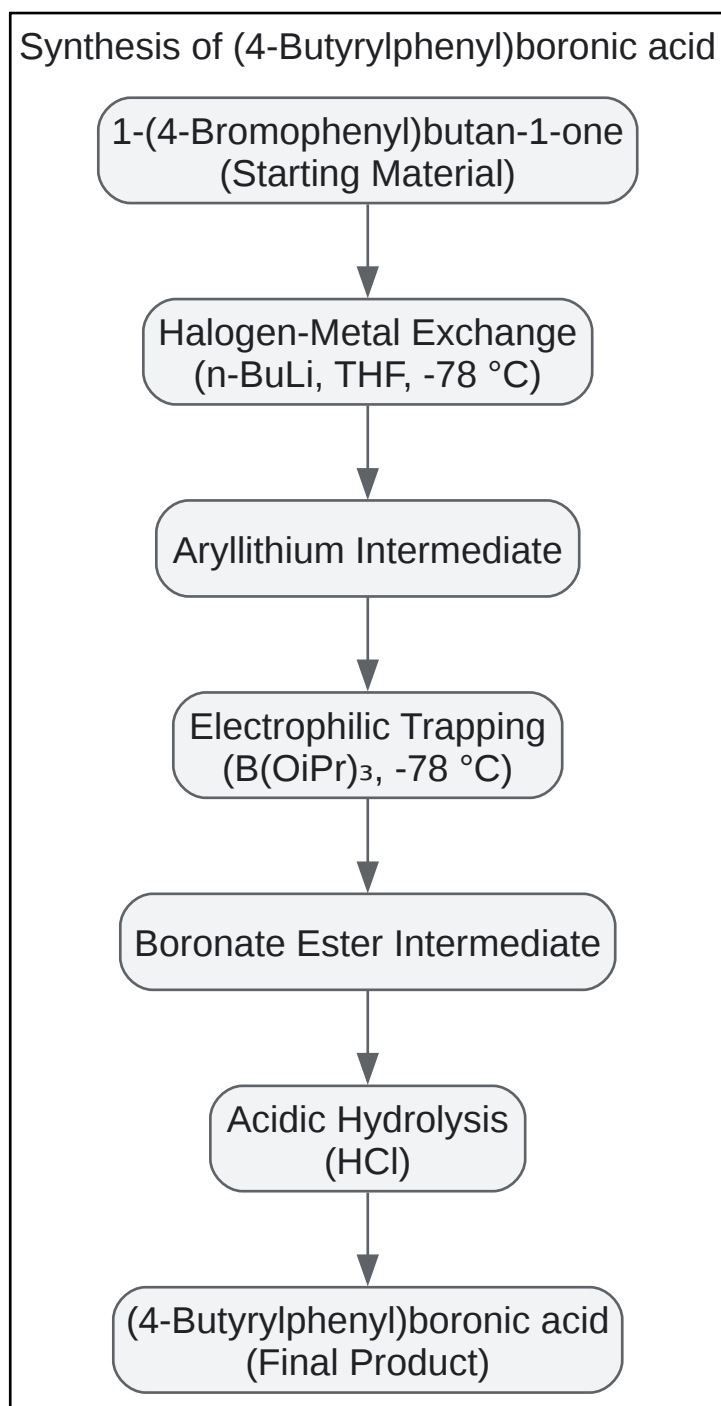 Synthesis of (4-Butyrylphenyl)boronic acid
1-(4-Bromophenyl)butan-1-one
(Starting Material)
Halogen-Metal Exchange
(n-BuLi, THF, -78 °C)
Aryllithium Intermediate
Electrophilic Trapping
(B(OiPr)₃, -78 °C)
Boronate Ester Intermediate
Acidic Hydrolysis
(HCl)
(4-Butyrylphenyl)boronic acid
(Final Product)